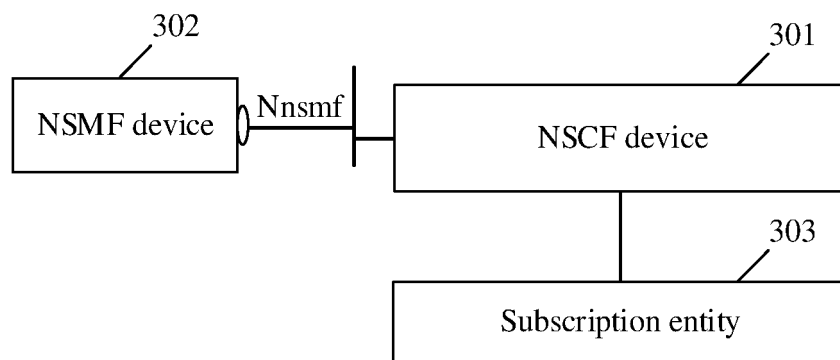 302
301
NSMF device
Nnsmf
NSCF device
303
Subscription entity